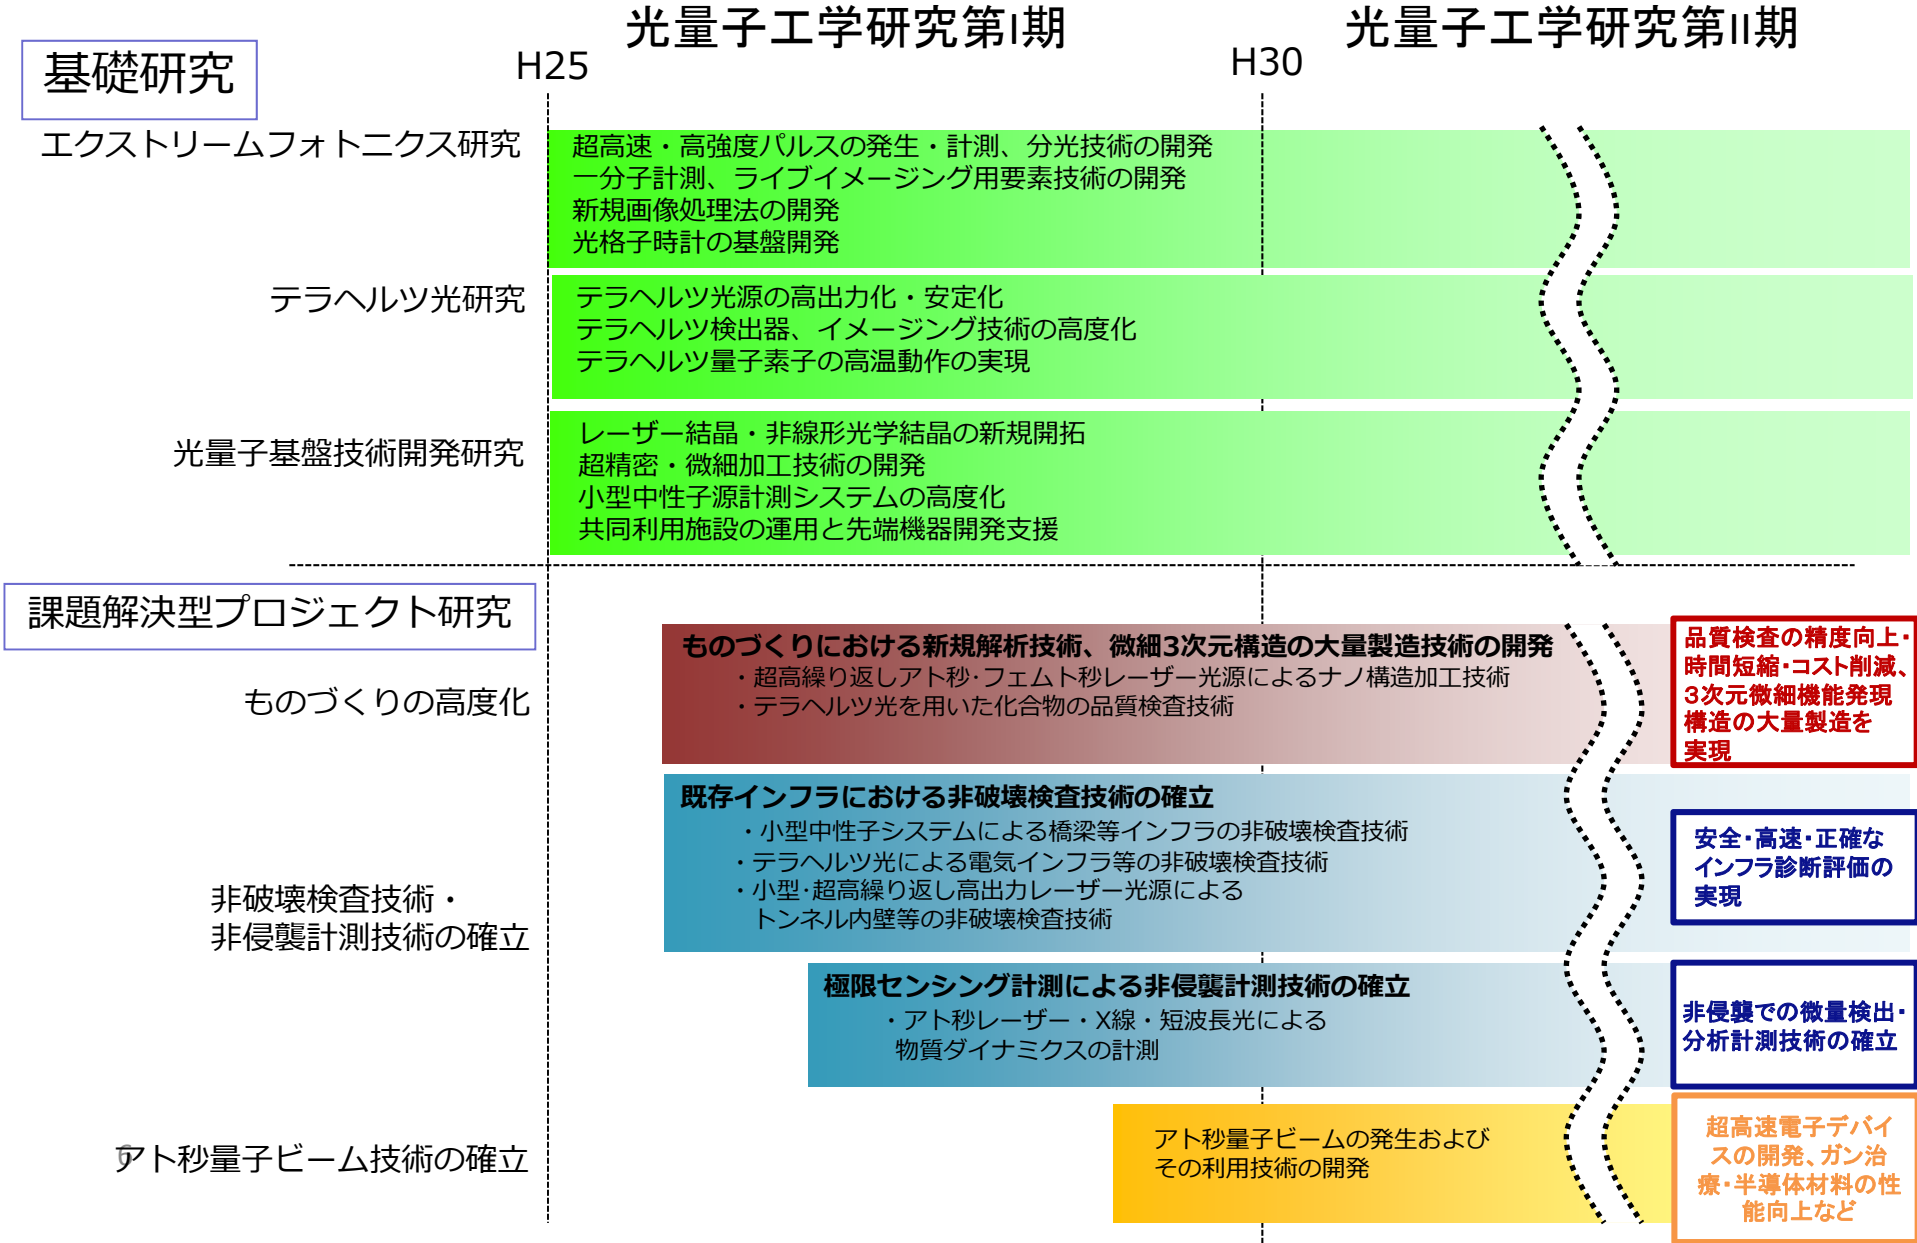 光量子工学研究第I期
光量子工学研究第II期
基礎研究
H25
H30
エクストリームフォトニクス研究
超高速・高強度パルスの発生・計測、分光技術の開発
一分子計測、ライブイメージング用要素技術の開発
新規画像処理法の開発
光格子時計の基盤開発
テラヘルツ光研究
テラヘルツ光源の高出力化・安定化
テラヘルツ検出器、イメージング技術の高度化
テラヘルツ量子素子の高温動作の実現
光量子基盤技術開発研究
レーザー結晶・非線形光学結晶の新規開拓
超精密・微細加工技術の開発
小型中性子源計測システムの高度化
共同利用施設の運用と先端機器開発支援
課題解決型プロジェクト研究
ものづくりの高度化
ものづくりにおける新規解析技術、微細3次元構造の大量製造技術の開発
・超高繰り返しアト秒･フェムト秒レーザー光源によるナノ構造加工技術
・テラヘルツ光を用いた化合物の品質検査技術
品質検査の精度向上･
時間短縮･コスト削減、
3次元微細機能発現
構造の大量製造を
実現
非破壊検査技術・
非侵襲計測技術の確立
既存インフラにおける非破壊検査技術の確立
・小型中性子システムによる橋梁等インフラの非破壊検査技術
・テラヘルツ光による電気インフラ等の非破壊検査技術
・小型･超高繰り返し高出力レーザー光源による
トンネル内壁等の非破壊検査技術
安全･高速･正確な
インフラ診断評価の
実現
極限センシング計測による非侵襲計測技術の確立
・アト秒レーザー・X線・短波長光による
物質ダイナミクスの計測
非侵襲での微量検出･
分析計測技術の確立
アト秒量子ビーム技術の確立
6
アト秒量子ビームの発生および
その利用技術の開発
超高速電子デバイ
スの開発、ガン治
療･半導体材料の性
能向上など